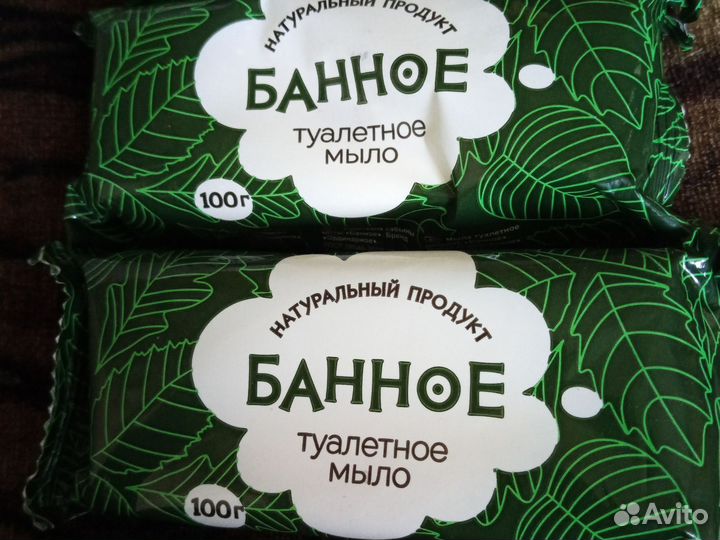 НАТУРАЛЬНЫЙ ПРОДУКТ
БАННОЕ
туалетное
мыло
100г
НАТУРАЛЬНЫЙ ПРОДУКТ
БАННОЕ
туалетное
мыло
100г
Avito